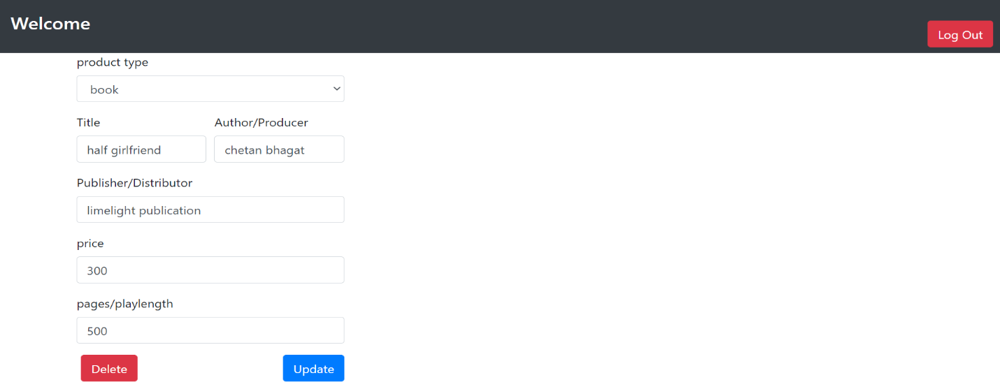 Welcome
Log Out
product type
book
Title Author/Producer
half girlfriend chetan bhagat
Publisher/Distributor
limelight publication
price
300
pages/playlength
500
Delete Update